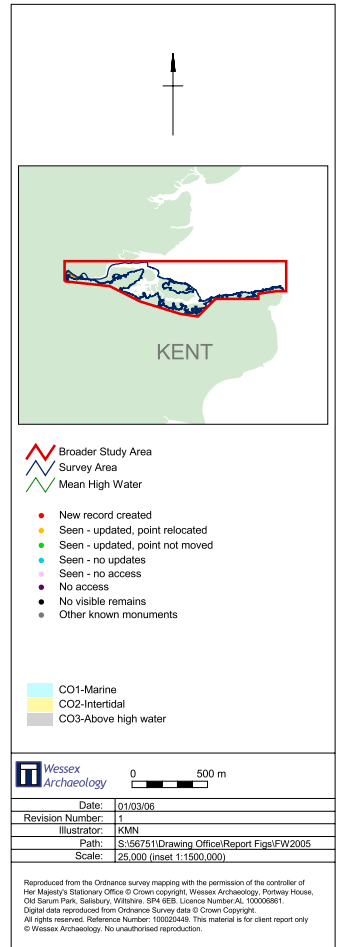 KENT
Broader Study Area
Survey Area
Mean High Water
New record created
Seen - updated, point relocated
Seen - updated, point not moved
Seen - no updates
Seen - no access
No access
No visible remains
Other known monuments
CO1-Marine
CO2-Intertidal
CO3-Above high water
Wessex
Archaeology
0 500 m
Date: 01/03/06
Revision Number: 1
Illustrator: KMN
Path: S:\56751\Drawing Office\Report Figs\FW2005
Scale: 25,000 (inset 1:1500,000)
Reproduced from the Ordnance survey mapping with the permission of the controller of
Her Majesty's Stationary Office © Crown copyright, Wessex Archaeology, Portway House,
Old Sarum Park, Salisbury, Wiltshire. SP4 6EB. Licence Number:AL 100006861.
Digital data reproduced from Ordnance Survey data © Crown Copyright.
All rights reserved. Reference Number: 100020449. This material is for client report only
© Wessex Archaeology. No unauthorised reproduction.